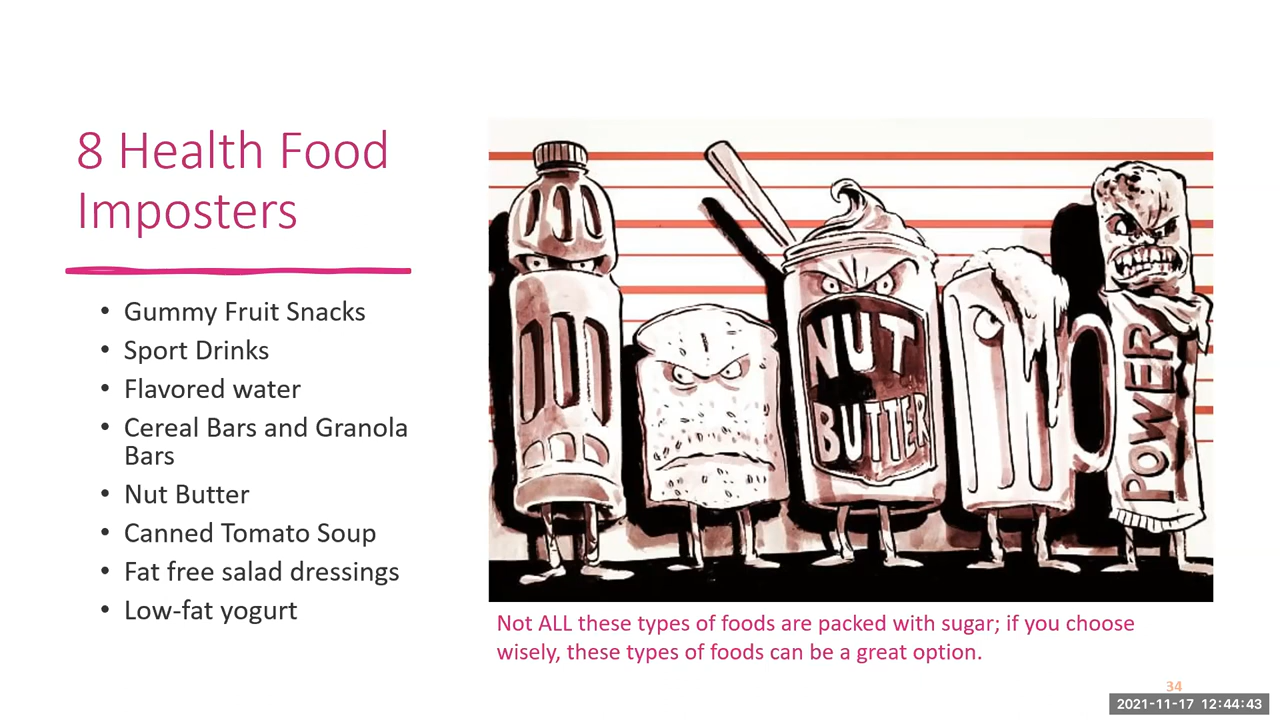 8 Health Food
Imposters
• Gummy Fruit Snacks
• Sport Drinks
• Flavored water
• Cereal Bars and Granola
Bars
• Nut Butter
• Canned Tomato Soup
• Fat free salad dressings
• Low-fat yogurt
NUT
BUTTER
POWER
Not ALL these types of foods are packed with sugar; if you choose
wisely, these types of foods can be a great option.
34
2021-11-17 12:44:43